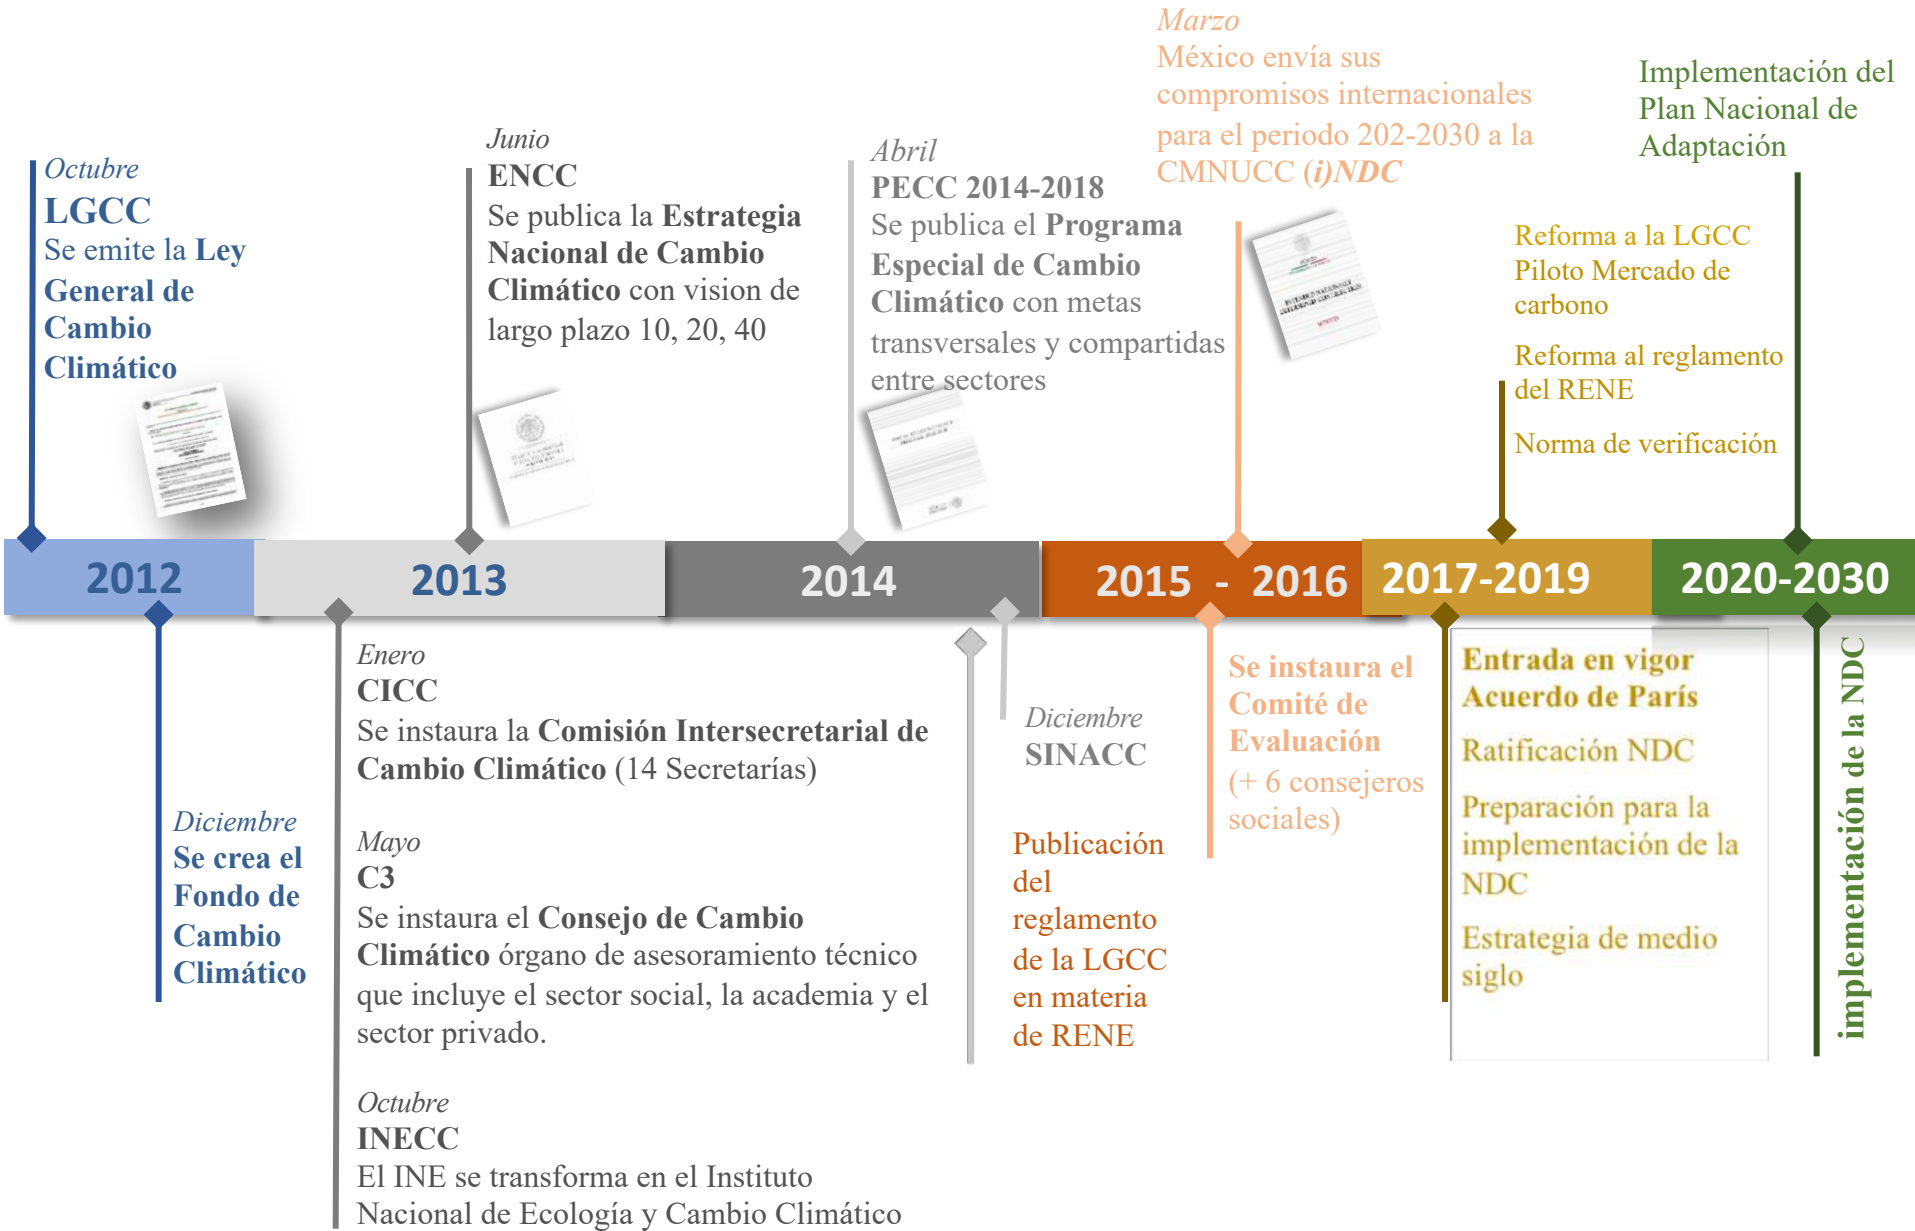 Octubre
LGCC
Se emite la Ley
General de
Cambio
Climático
Junio
ENCC
Se publica la Estrategia
Nacional de Cambio
Climático con vision de
largo plazo 10, 20, 40
Abril
PECC 2014-2018
Se publica el Programa
Especial de Cambio
Climático con metas
transversales y compartidas
entre sectores
Marzo
México envía sus
compromisos internacionales
para el periodo 202-2030 a la
CMNUCC (i)NDC
Reforma a la LGCC
Piloto Mercado de
carbono
Reforma al reglamento
del RENE
Norma de verificación
Implementación del
Plan Nacional de
Adaptación
2012
2013
2014
2015 - 2016
2017-2019
2020-2030
Diciembre
Se crea el
Fondo de
Cambio
Climático
Enero
CICC
Se instaura la Comisión Intersecretarial de
Cambio Climático (14 Secretarías)
Mayo
C3
Se instaura el Consejo de Cambio
Climático órgano de asesoramiento técnico
que incluye el sector social, la academia y el
sector privado.
Octubre
INECC
El INE se transforma en el Instituto
Nacional de Ecología y Cambio Climático
Diciembre
SINACC
Publicación
del
reglamento
de la LGCC
en materia
de RENE
Se instaura el
Comité de
Evaluación
(+ 6 consejeros
sociales)
Entrada en vigor
Acuerdo de París
Ratificación NDC
Preparación para la
implementación de la
NDC
Estrategia de medio
siglo
implementación de la NDC